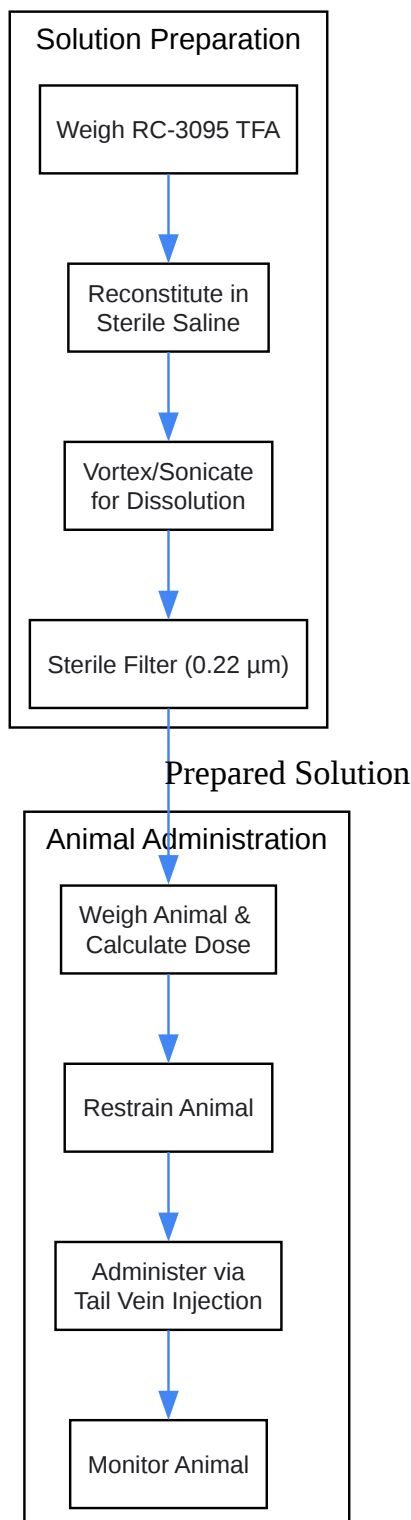 Solution Preparation
Weigh RC-3095 TFA
Reconstitute in
Sterile Saline
Vortex/Sonicate
for Dissolution
Sterile Filter (0.22 µm)
Prepared Solution
Animal Administration
Weigh Animal &
Calculate Dose
Restrain Animal
Administer via
Tail Vein Injection
Monitor Animal